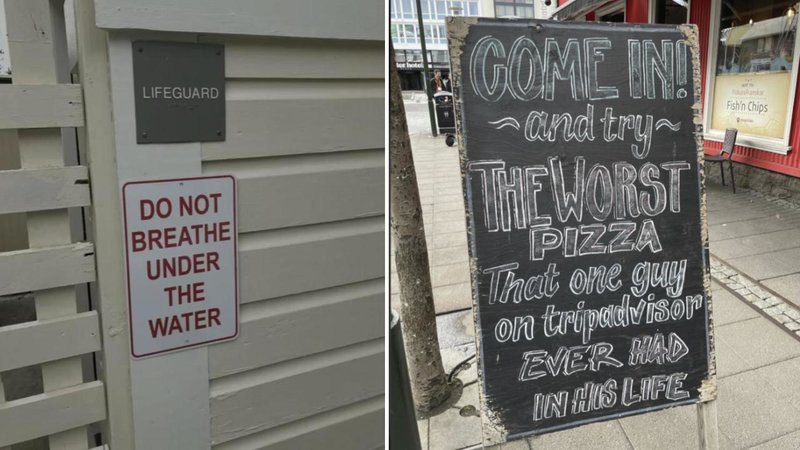 LIFEGUARD
DO NOT
BREATHE
UNDER
THE
WATER
COME IN!
~and try~
THE WORST
PIZZA
That one guy
on tripadvisor
EVER HAD
IN HIS LIFE
Fish'n Chips